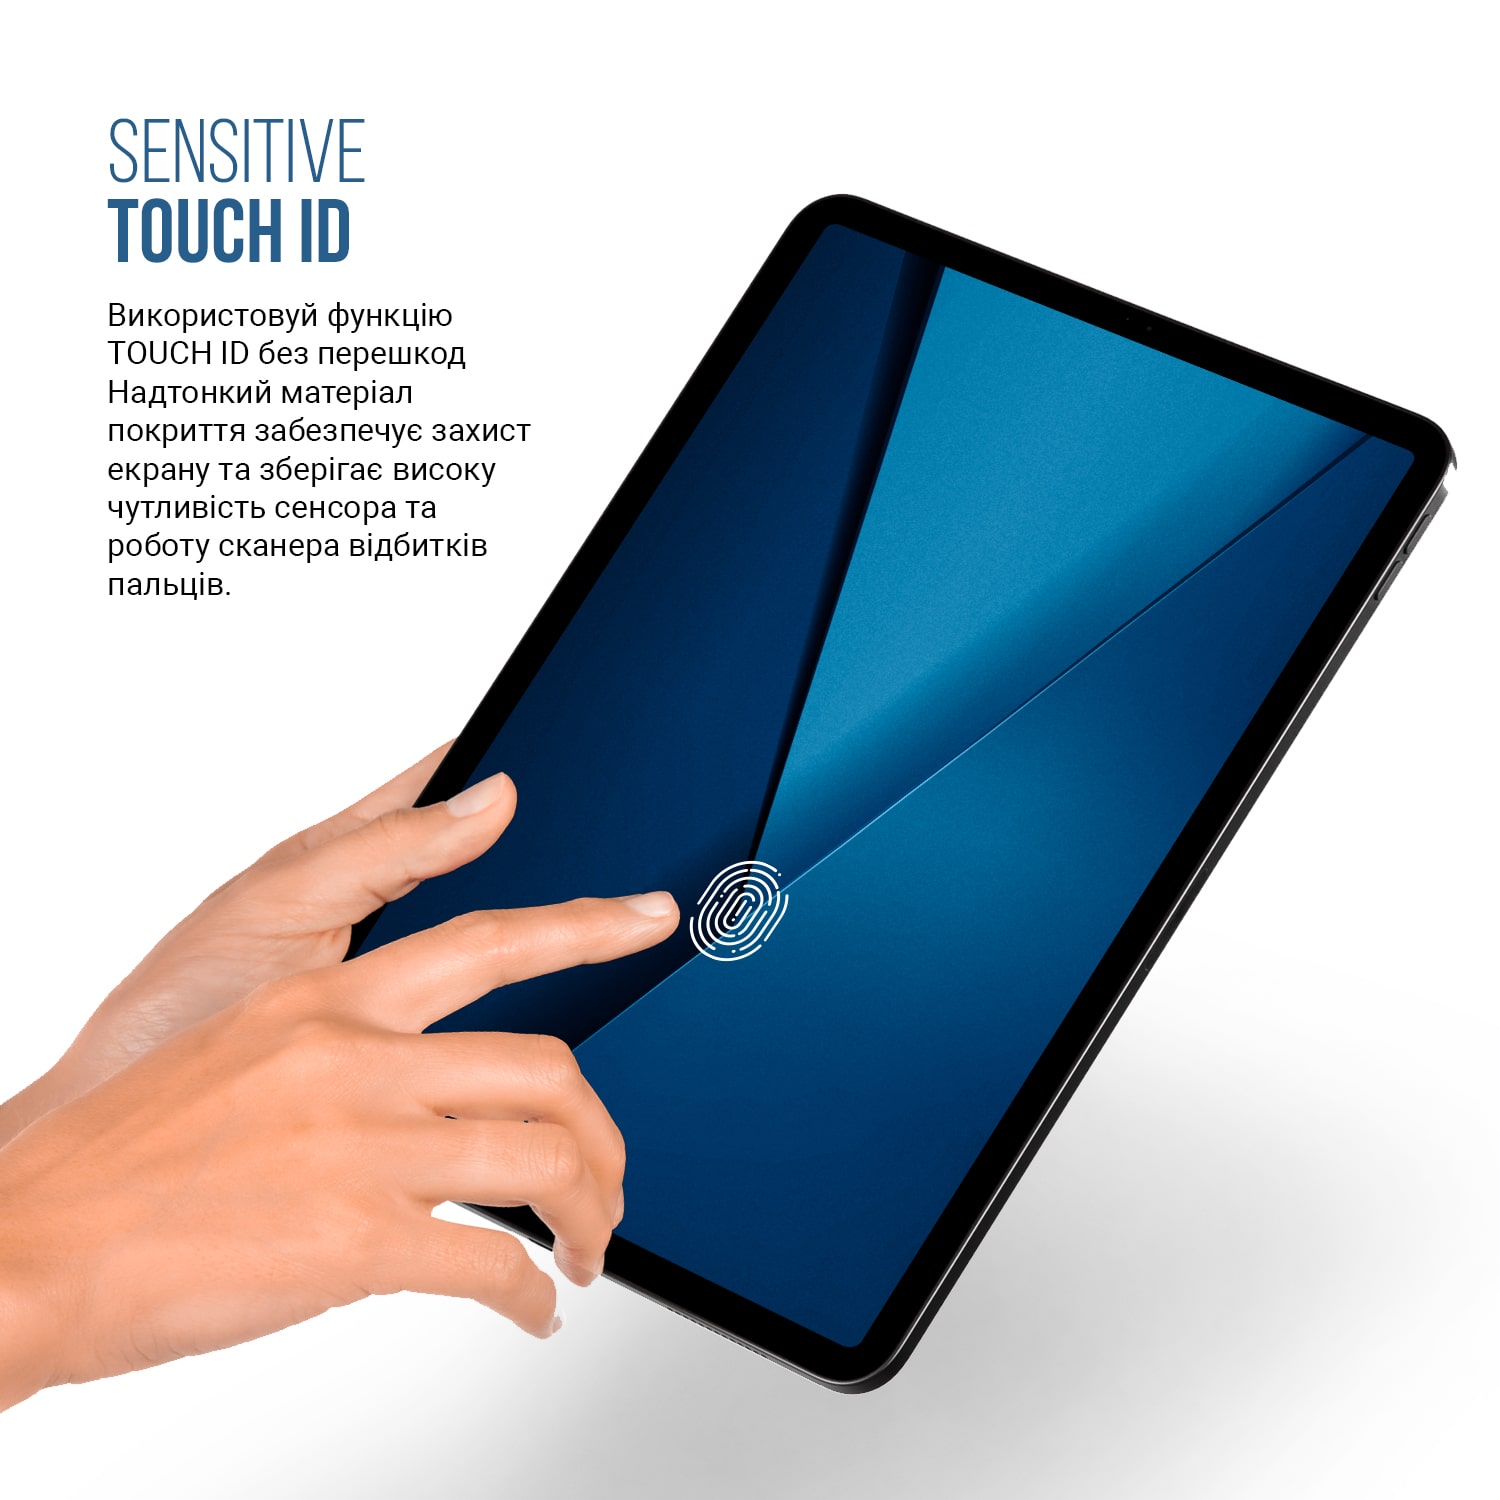 SENSITIVE
TOUCH ID
Використовуй функцію
TOUCH ID без перешкод
Надтонкий матеріал
покриття забезпечує захист
екрану та зберігає високу
чутливість сенсора та
роботу сканера відбитків
пальців.